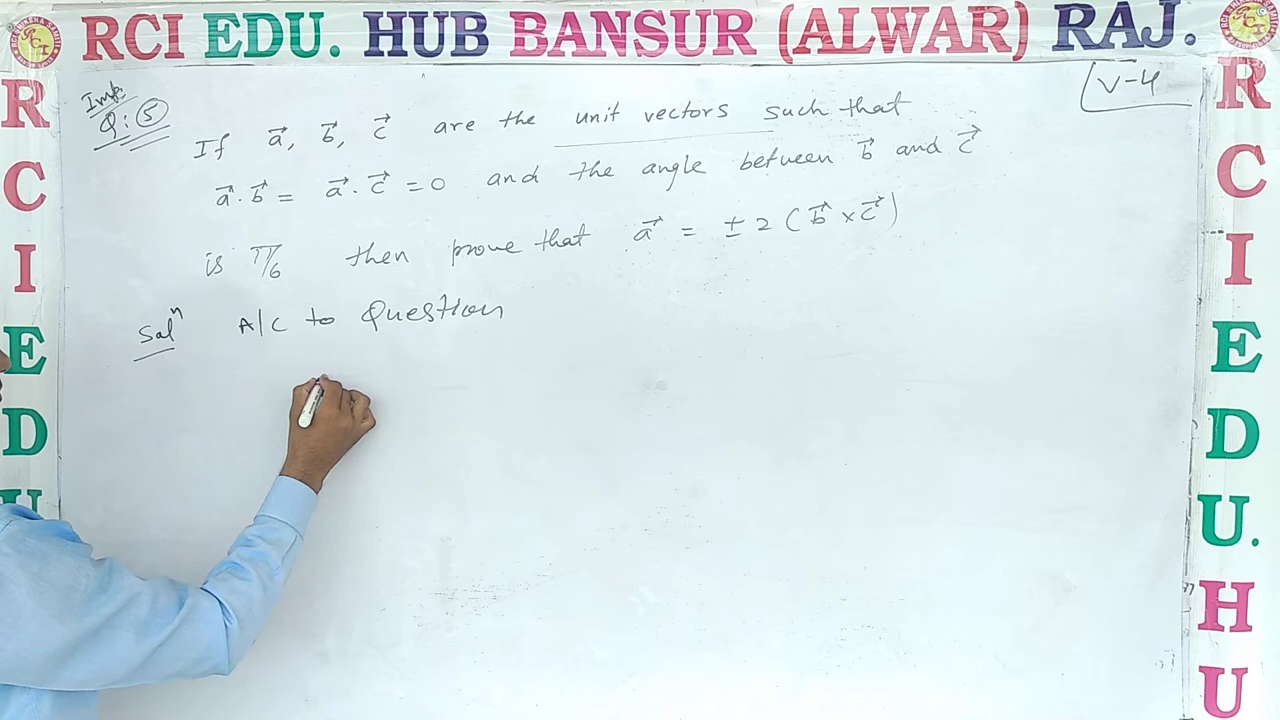 RCI EDU. HUB BANSUR (ALWAR) RAJ.
V-4
Imp.
Q:⑤ If a⃗, b⃗, c⃗ are the unit vectors such that
a⃗·b⃗ = a⃗·c⃗ = 0 and the angle between b⃗ and c⃗
is π/6 then prove that a⃗ = ± 2 (b⃗ × c⃗)
Solⁿ A/C to Question
R
C
I
E
D
U
R
C
I
E
D
U.
H
U